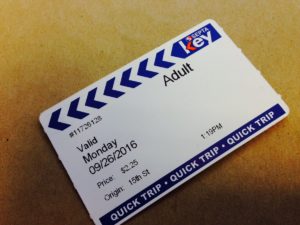 SEPTA
key
Adult
#11726128
Valid
Monday
09/26/2016
Price: $2.25
Origin: 15th St
1:19PM
QUICK TRIP • QUICK TRIP • QUICK TRIP